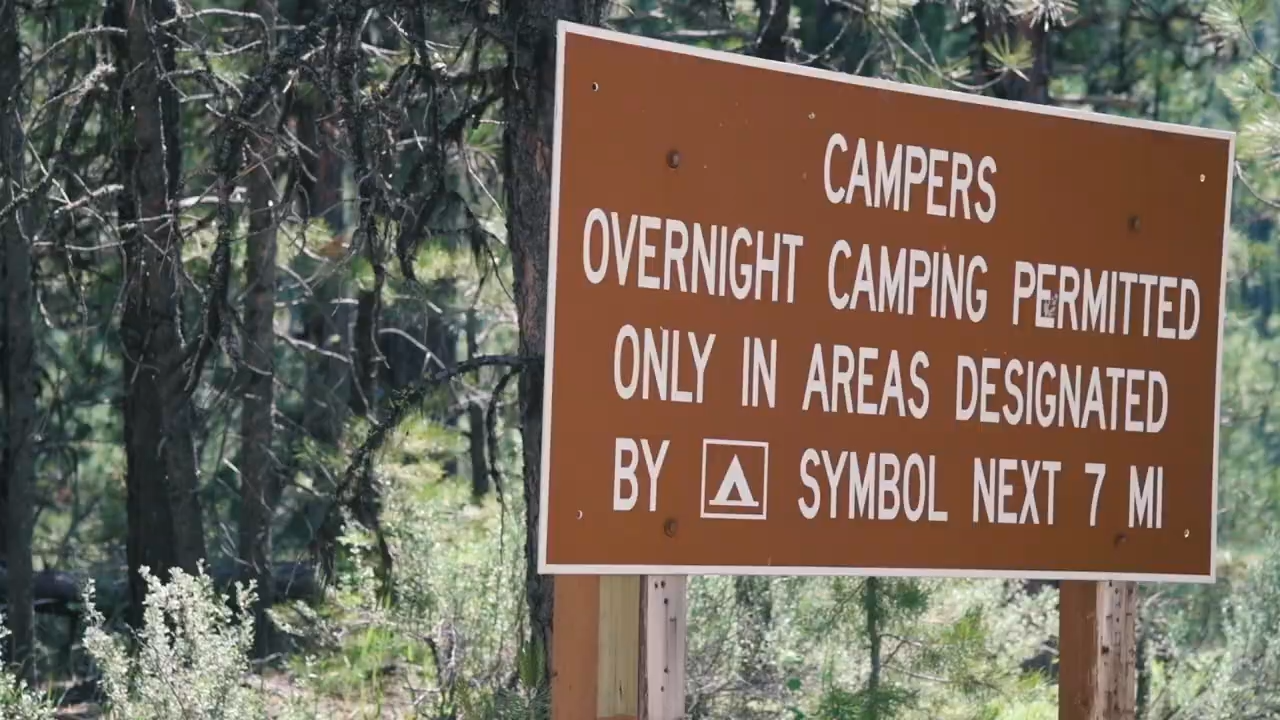 CAMPERS
OVERNIGHT CAMPING PERMITTED
ONLY IN AREAS DESIGNATED
BY SYMBOL NEXT 7 MI